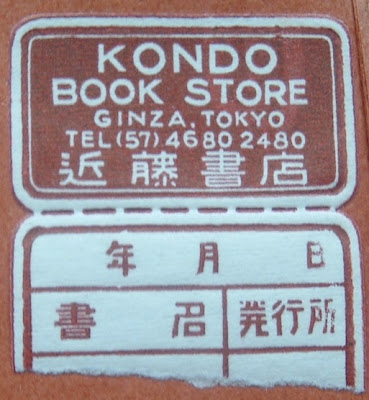 KONDO
BOOK STORE
GINZA, TOKYO
TEL (57) 4680 2480
近藤書店
年 月 日
書名 発行所